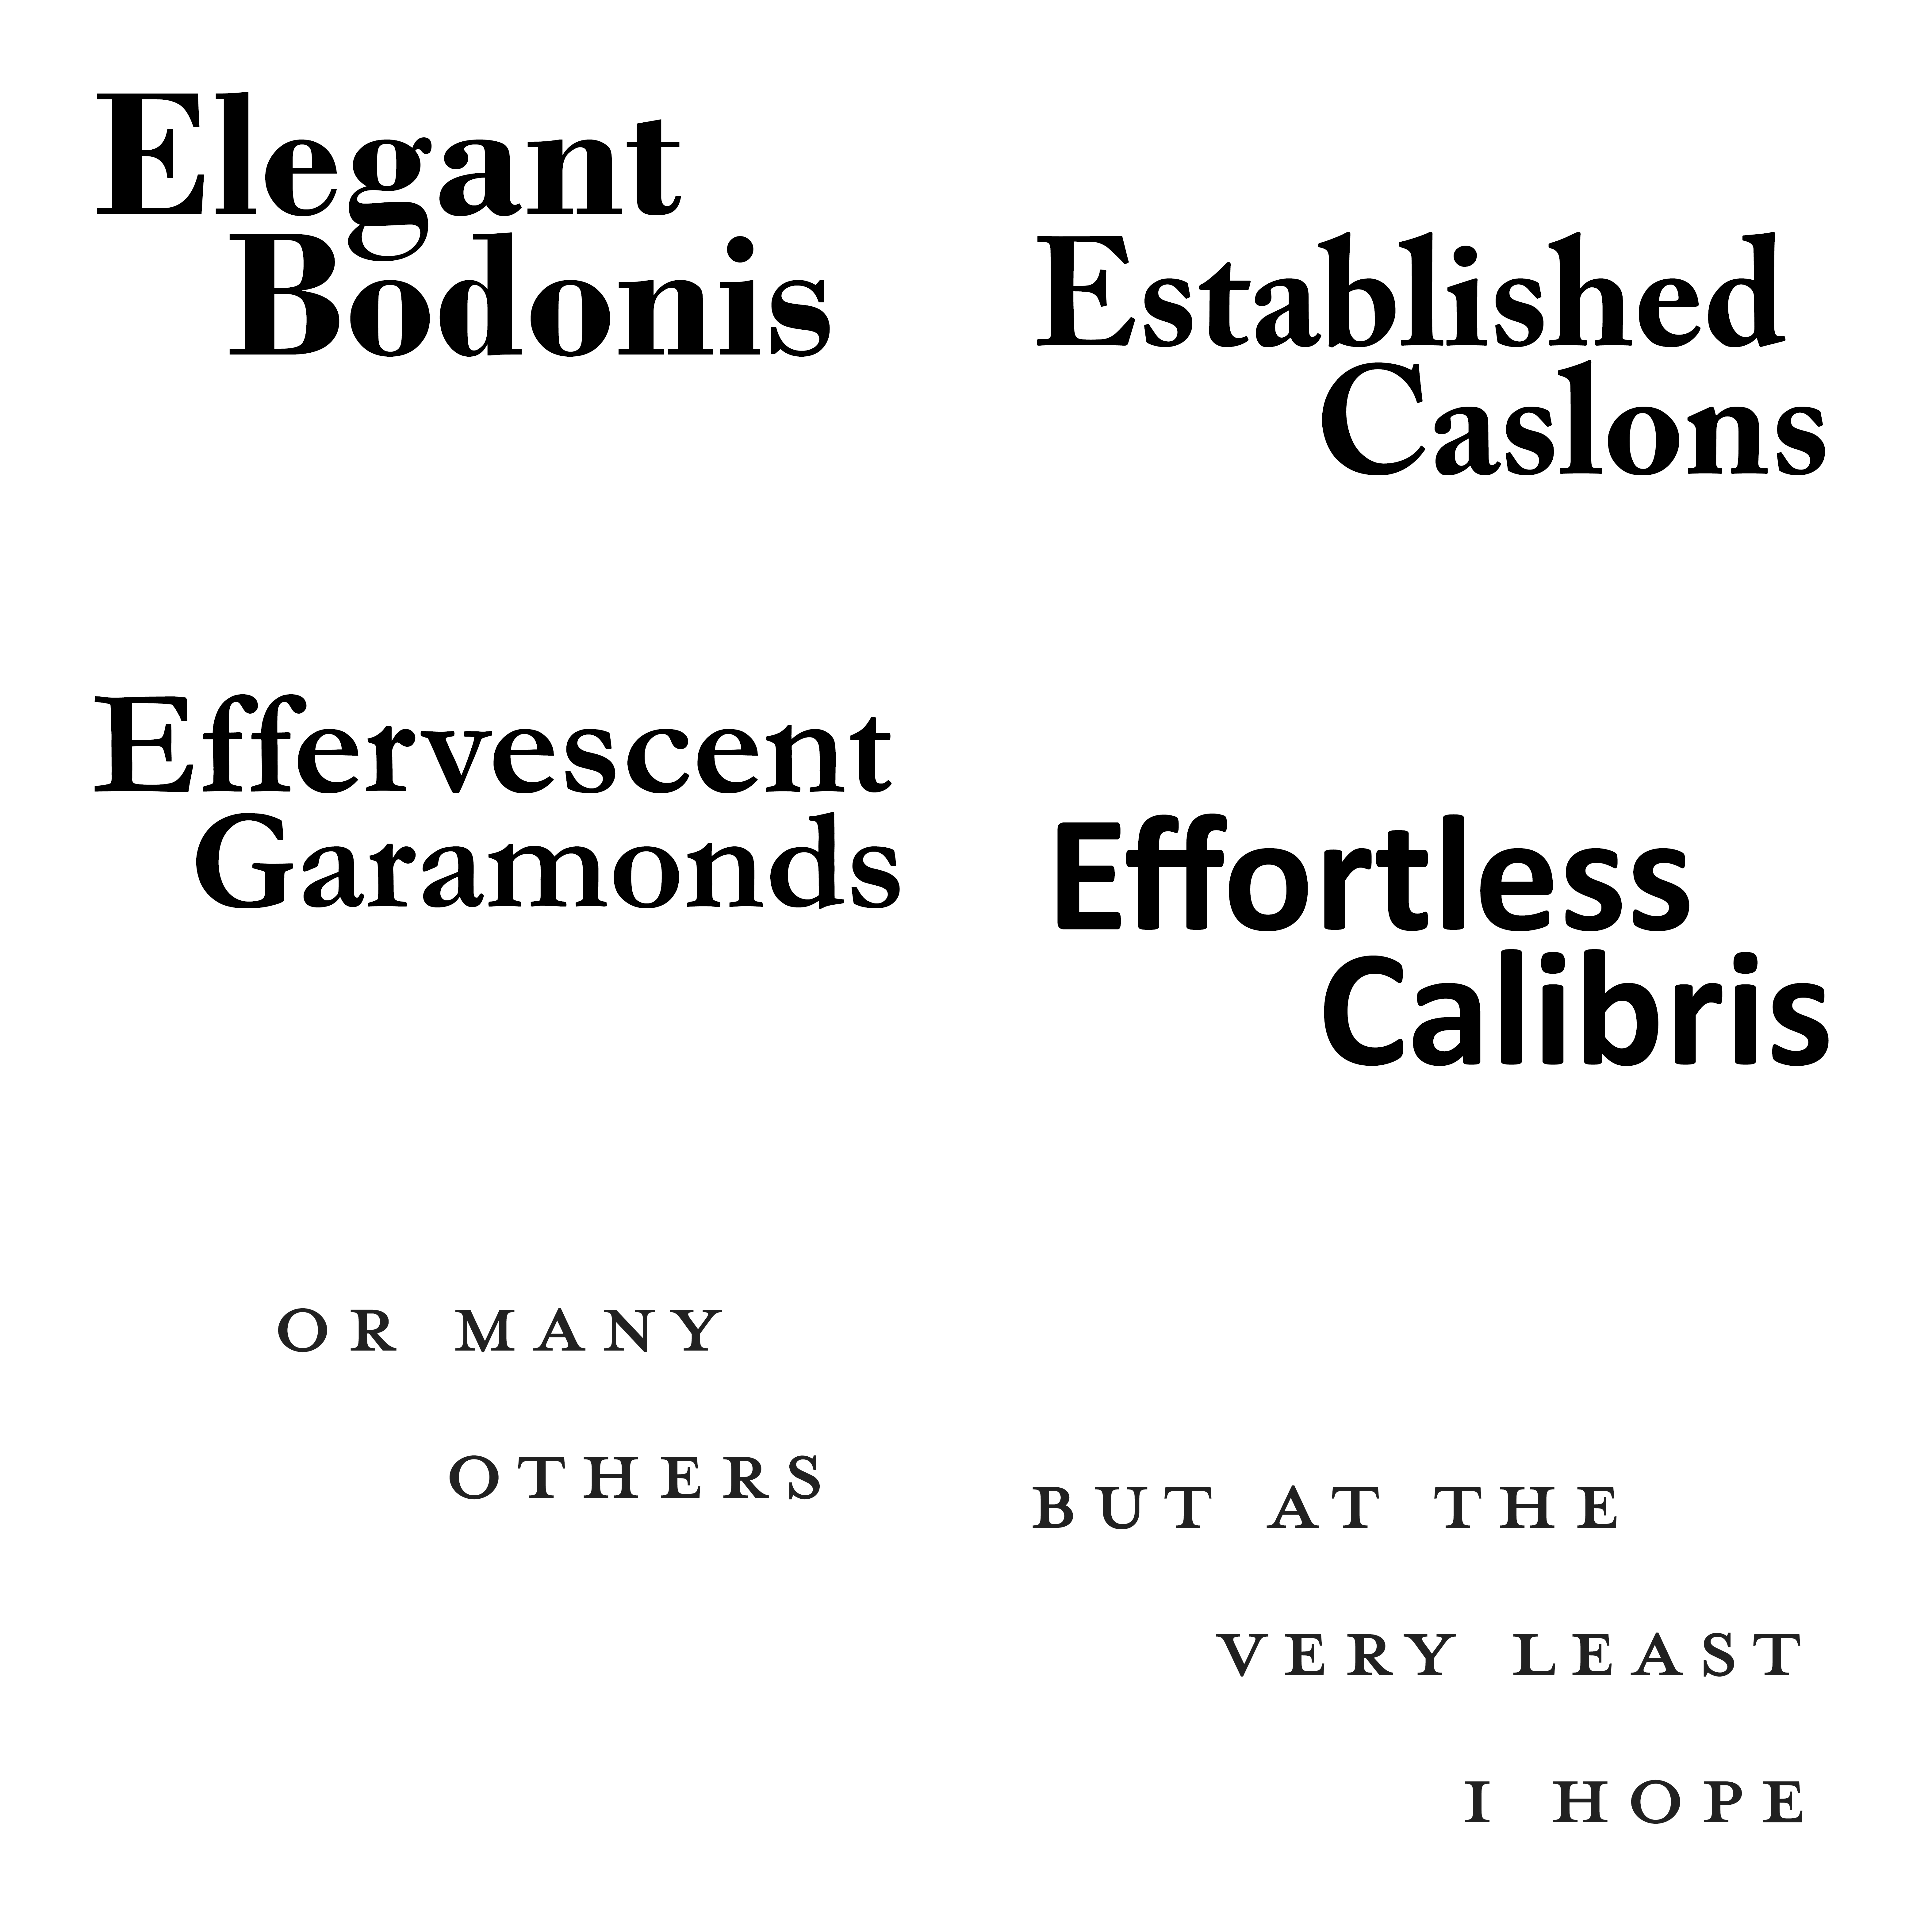 Elegant
Bodonis
Established
Caslons
Effervescent
Garamonds
Effortless
Calibris
OR MANY
OTHERS
BUT AT THE
VERY LEAST
I HOPE